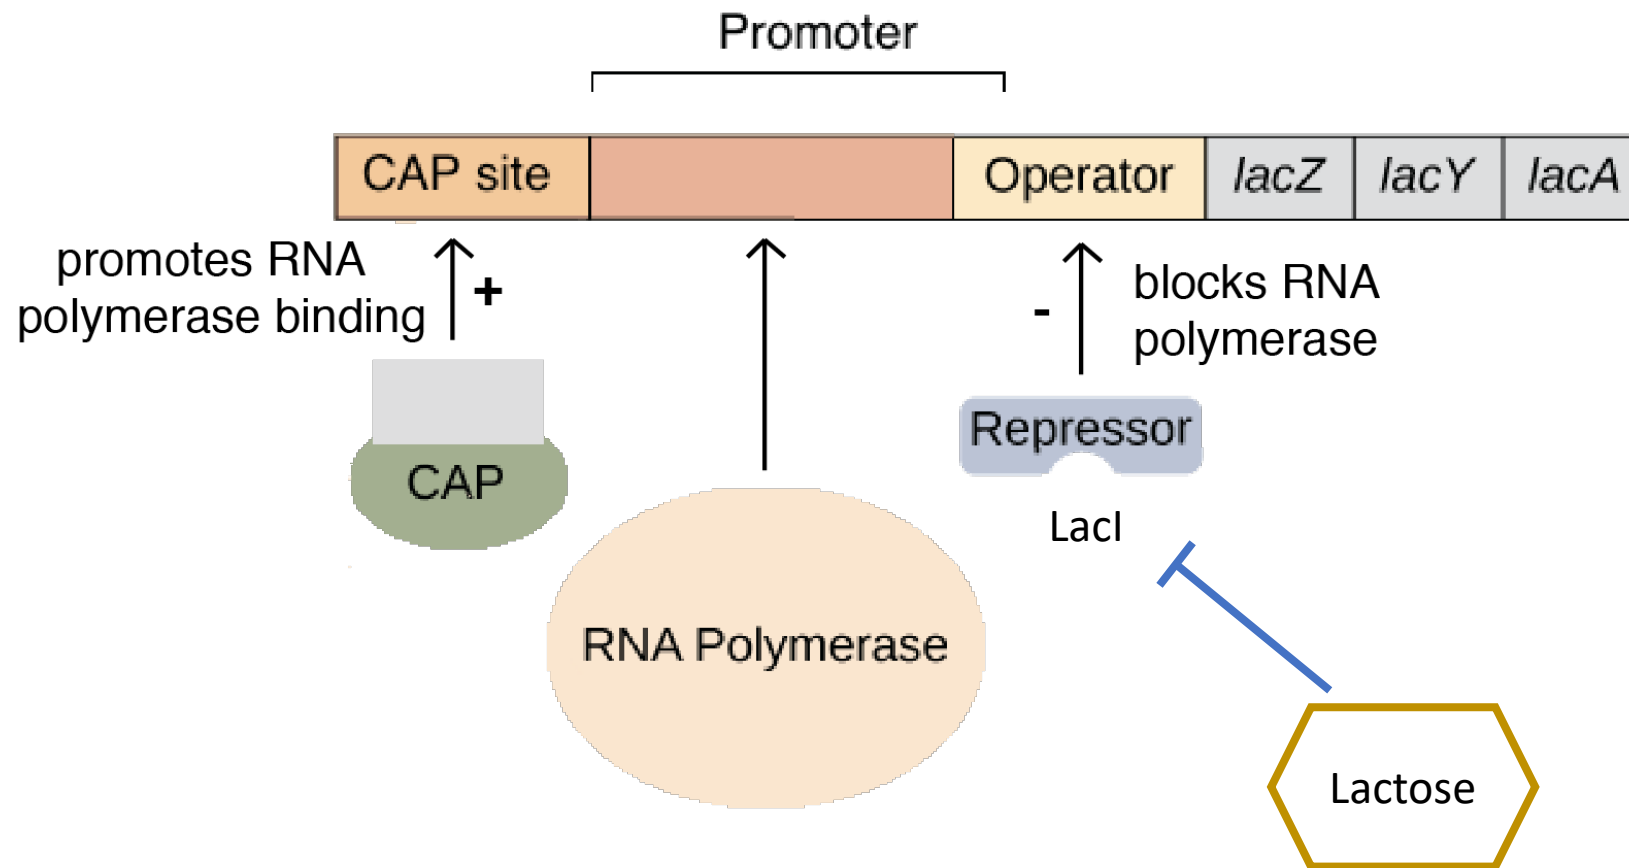 Promoter
CAP site
Operator
lacZ
lacY
lacA
promotes RNA
polymerase binding
+
-
blocks RNA
polymerase
Repressor
CAP
LacI
RNA Polymerase
Lactose